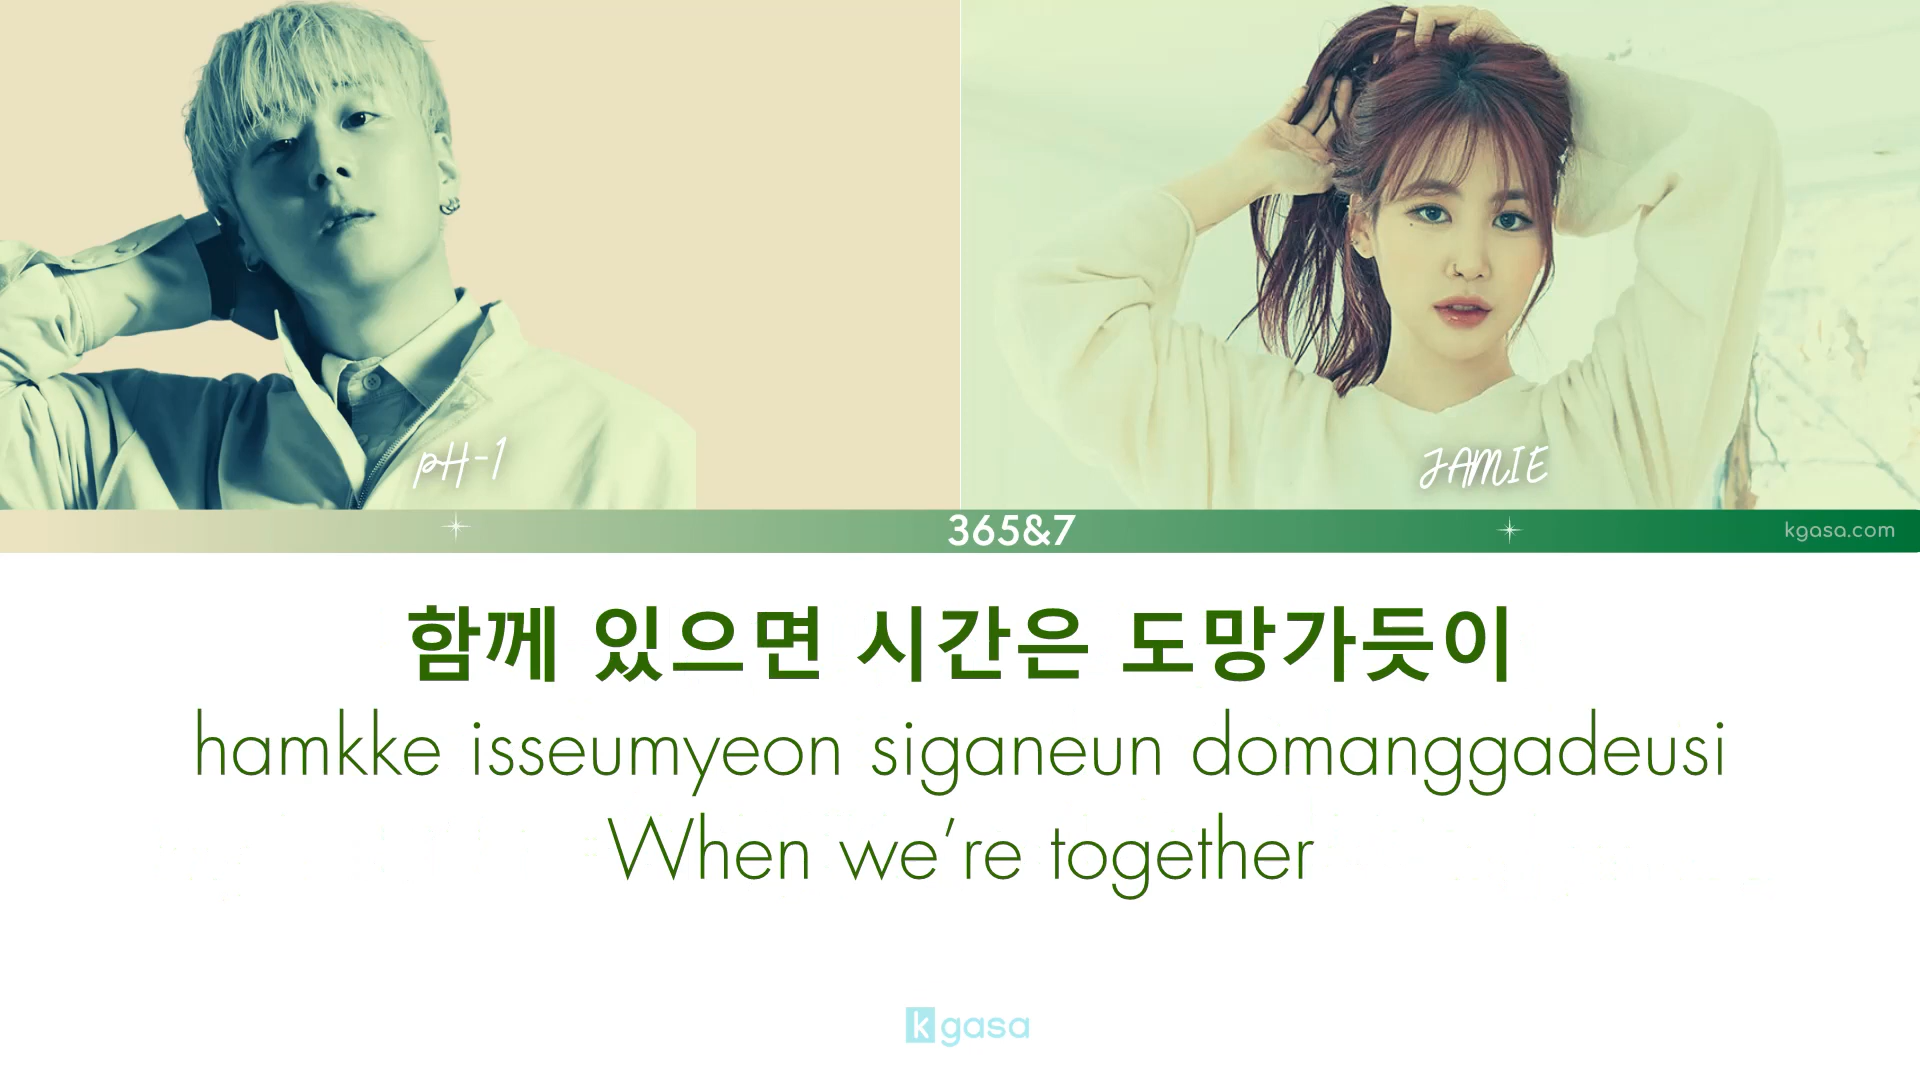 pH-1
JAMIE
365&7
kgasa.com
함께 있으면 시간은 도망가듯이
hamkke isseumyeon siganeun domanggadeusi
When we’re together
kgasa